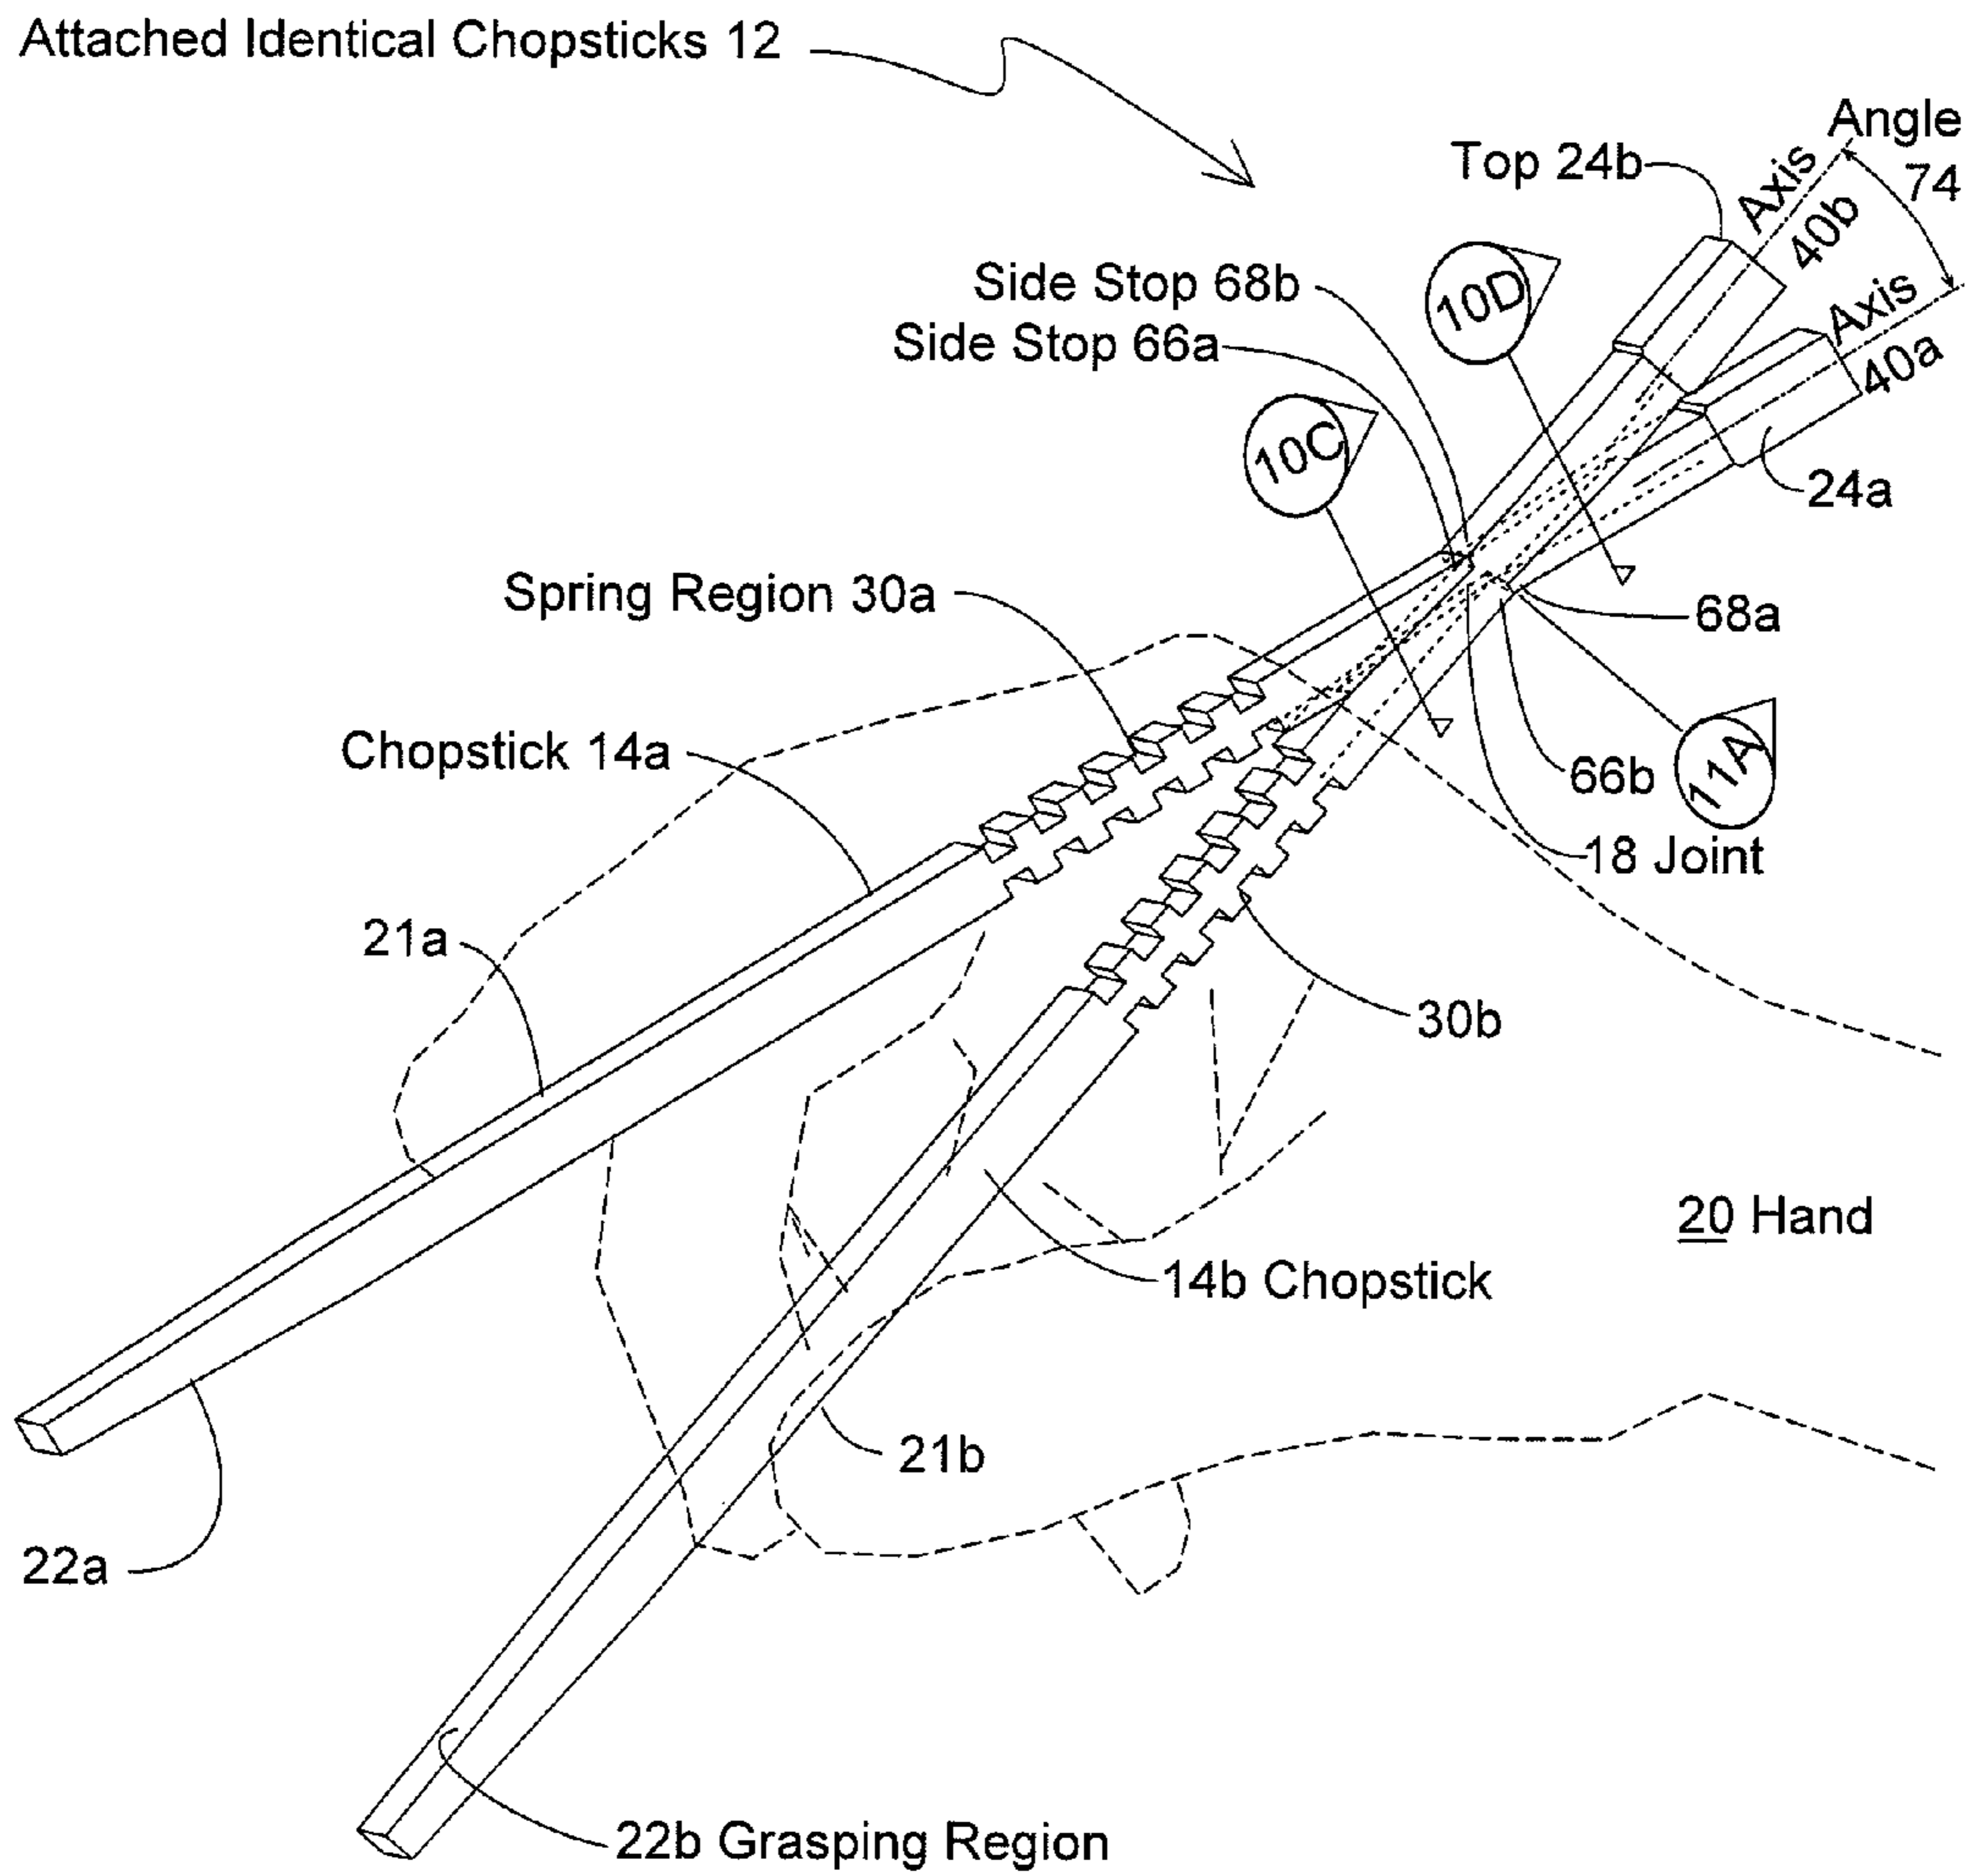 Attached Identical Chopsticks 12
Angle
74
Top 24b
Axis
40b
Side Stop 68b
10D
Axis
Side Stop 66a
40a
10C
24a
Spring Region 30a
68a
Chopstick 14a
66b
11A
18 Joint
21a
30b
20 Hand
14b Chopstick
21b
22a
22b Grasping Region